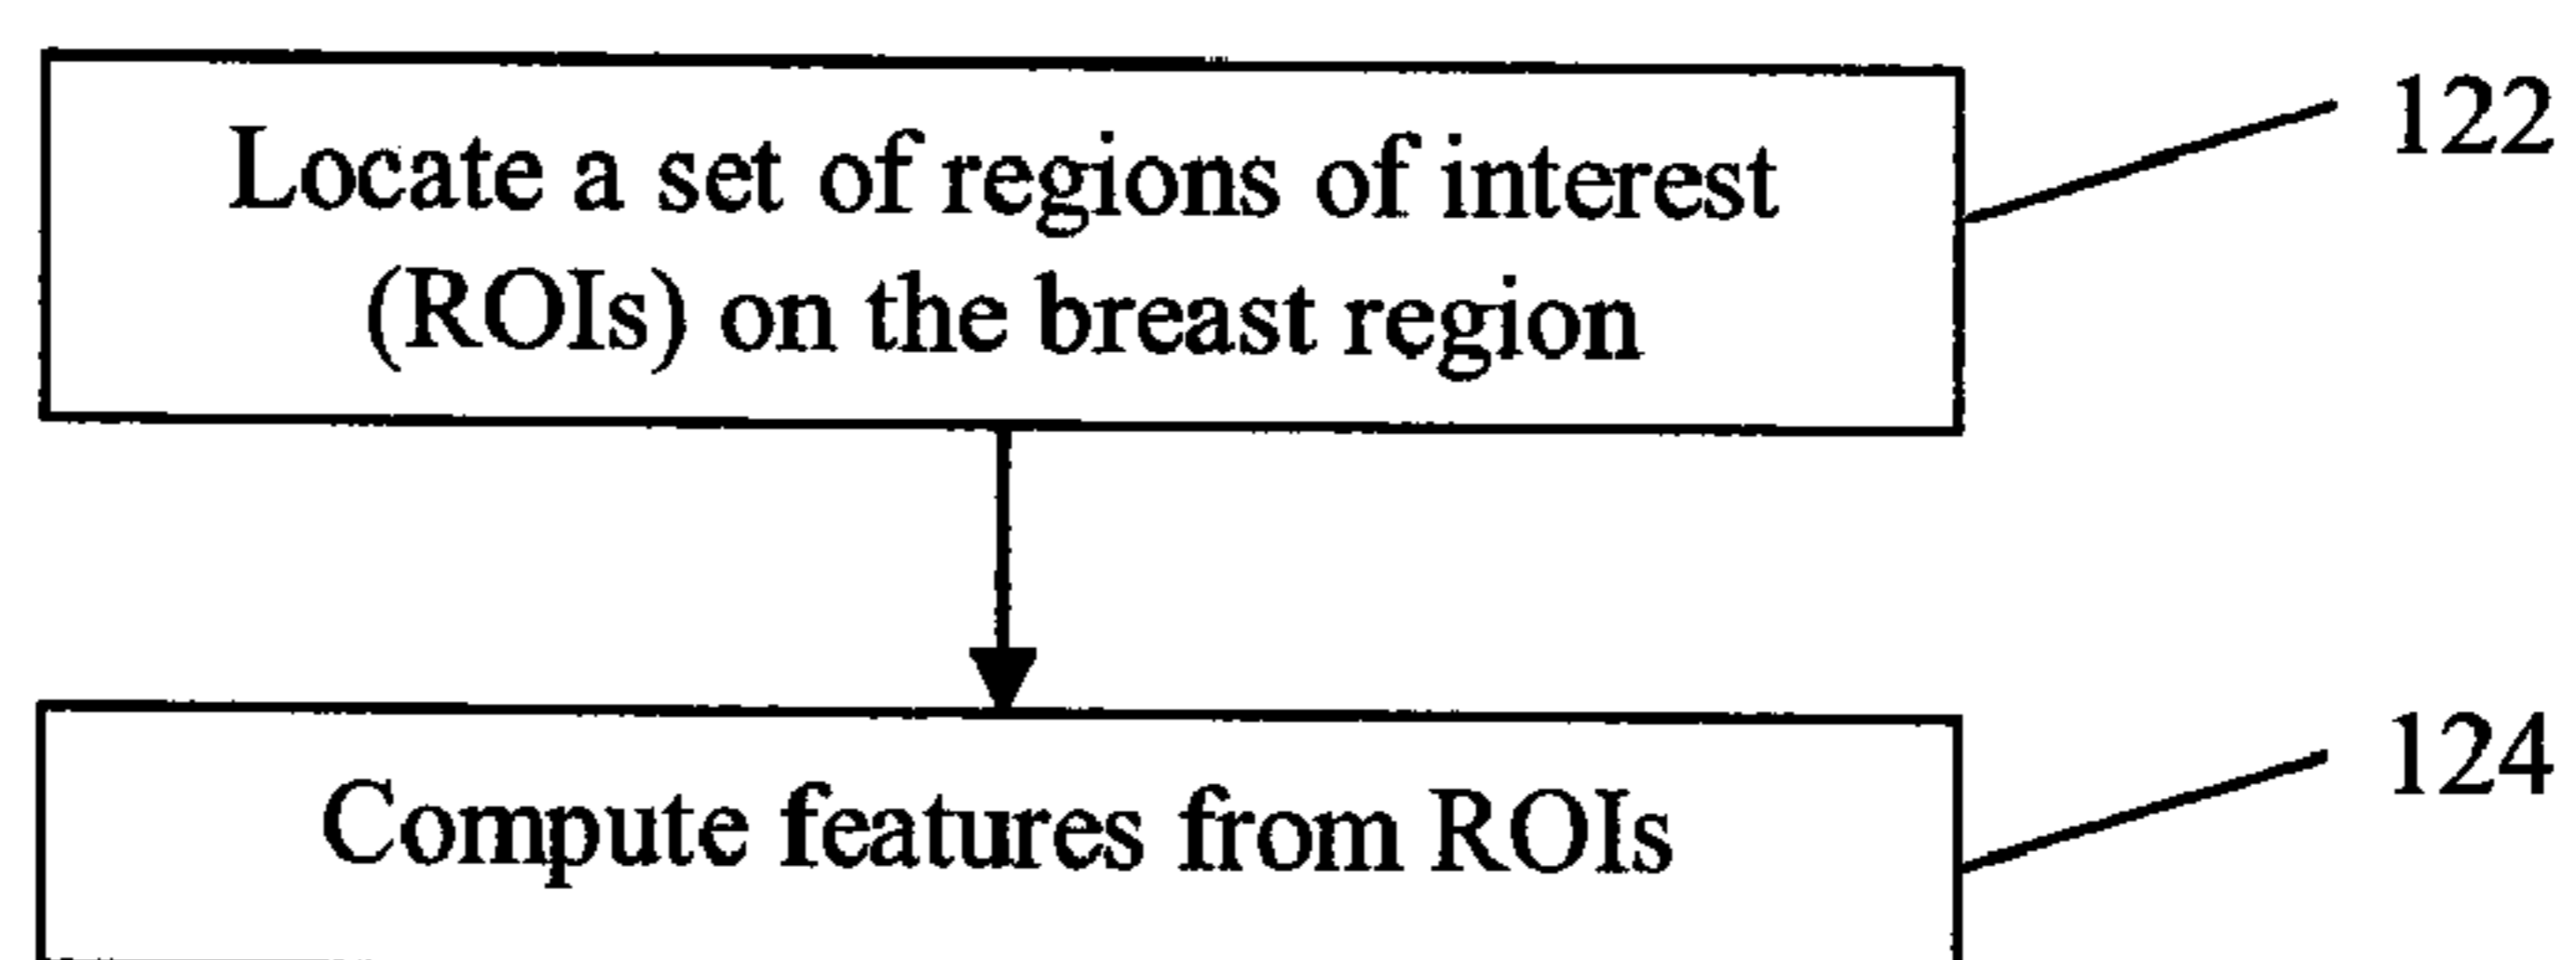 Locate a set of regions of interest
(ROIs) on the breast region
122
Compute features from ROIs
124